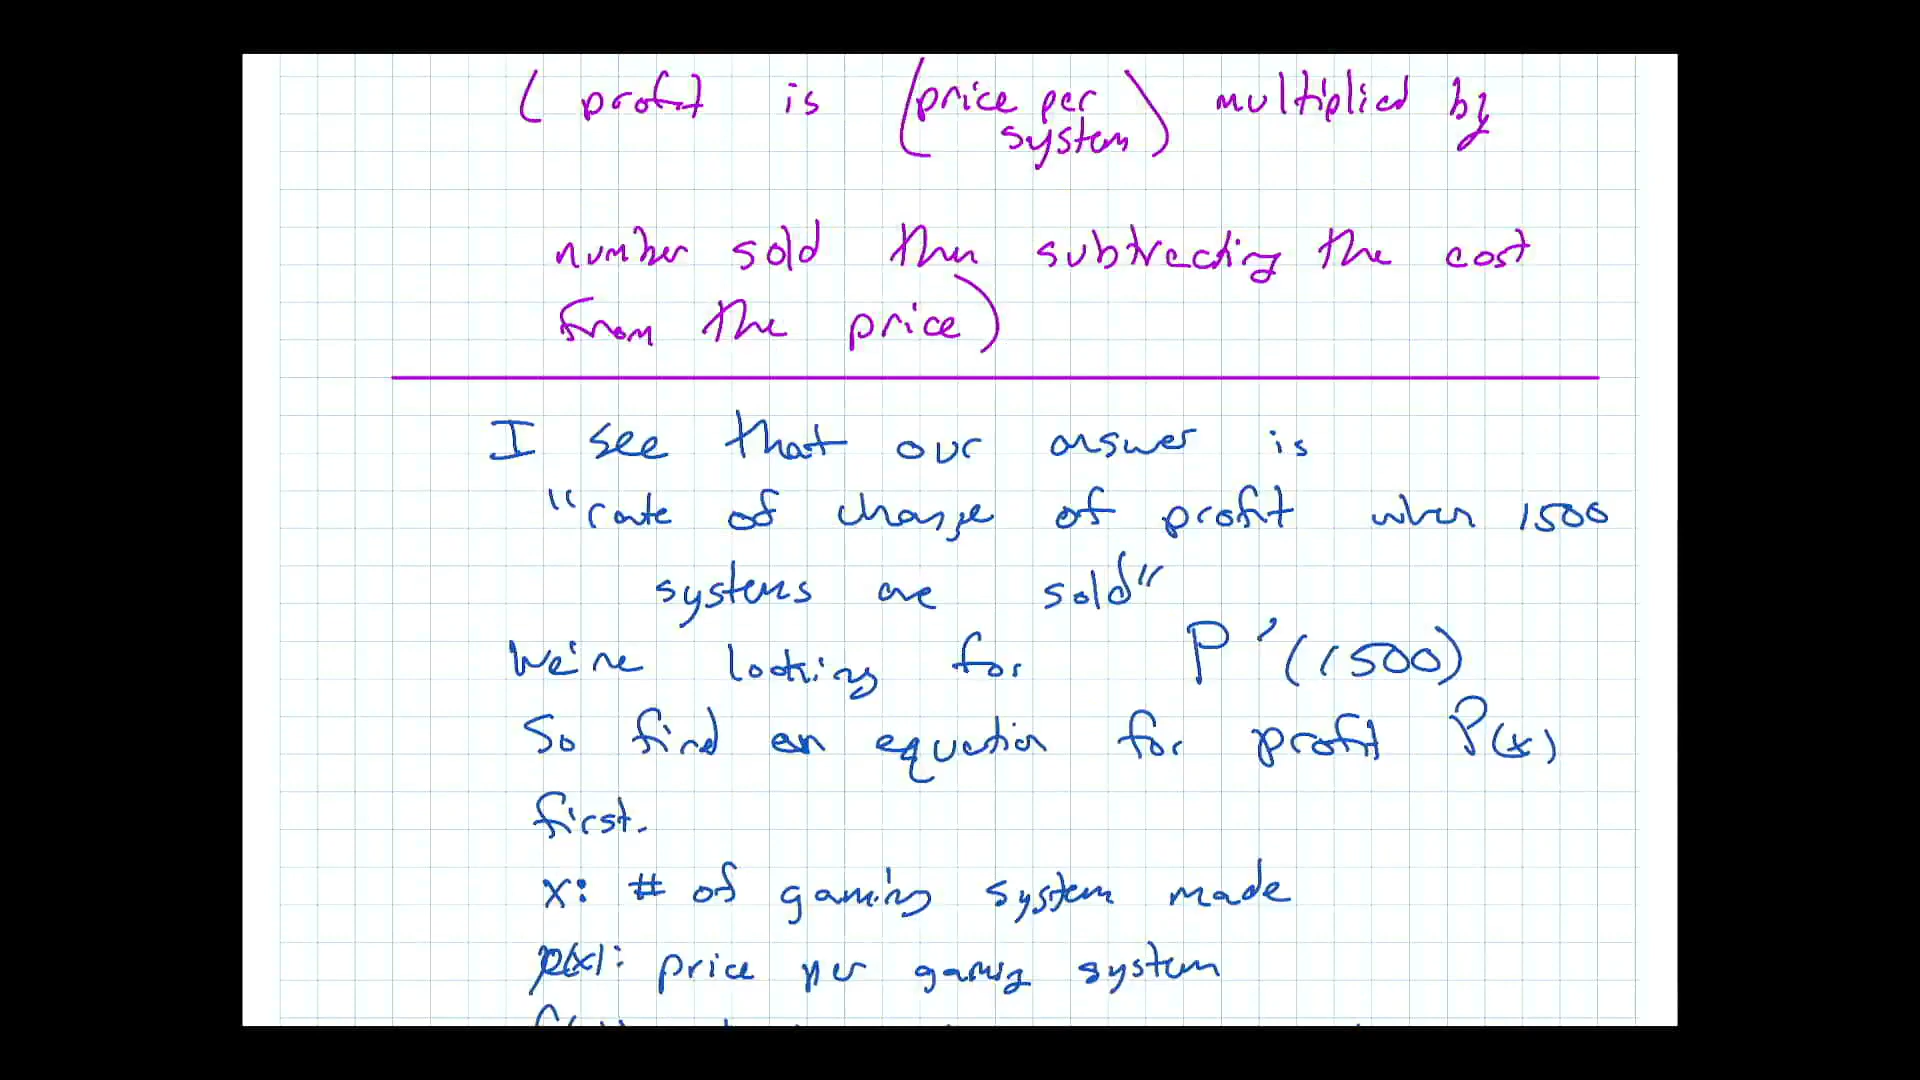 ( profit is (price per system) multiplied by
number sold then subtracting the cost
from the price)
I see that our answer is
"rate of change of profit when 1500
systems are sold"
We're looking for P'(1500)
So find an equation for profit P(x)
first.
x: # of gaming system made
p(x): price per gaming system